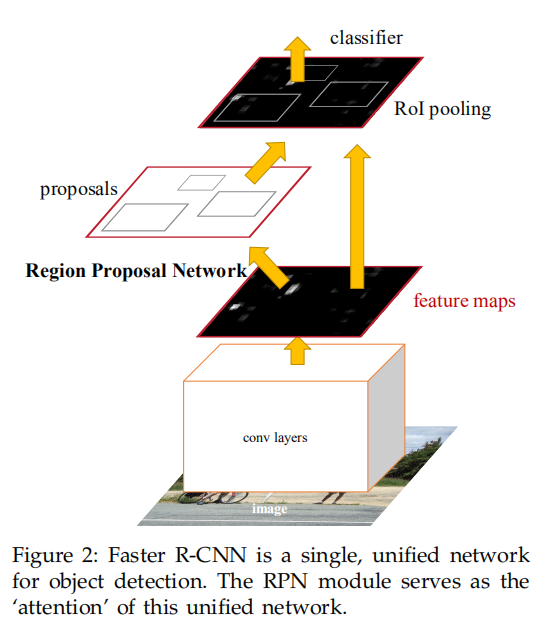 classifier
RoI pooling
proposals
Region Proposal Network
feature maps
conv layers
image
Figure 2: Faster R-CNN is a single, unified network
for object detection. The RPN module serves as the
‘attention’ of this unified network.